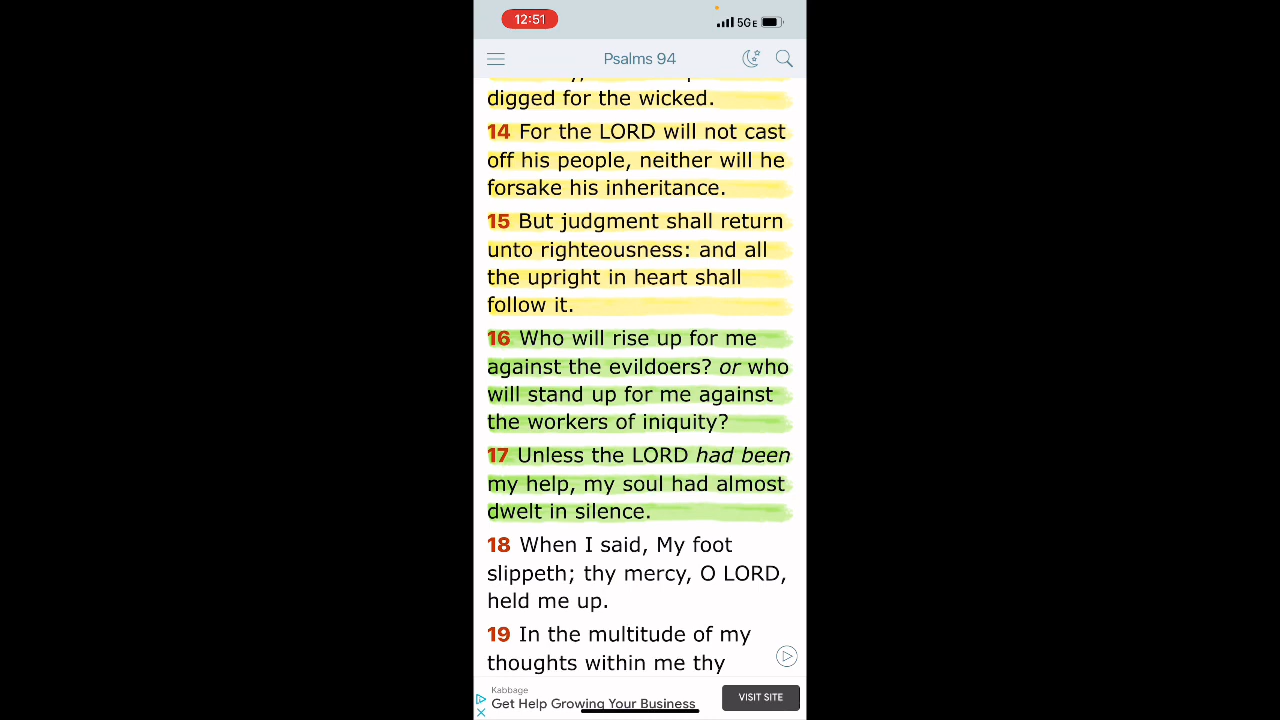 12:51
5GE
Psalms 94
digged for the wicked.
14 For the LORD will not cast
off his people, neither will he
forsake his inheritance.
15 But judgment shall return
unto righteousness: and all
the upright in heart shall
follow it.
16 Who will rise up for me
against the evildoers? or who
will stand up for me against
the workers of iniquity?
17 Unless the LORD had been
my help, my soul had almost
dwelt in silence.
18 When I said, My foot
slippeth; thy mercy, O LORD,
held me up.
19 In the multitude of my
thoughts within me thy
Kabbage
Get Help Growing Your Business
VISIT SITE